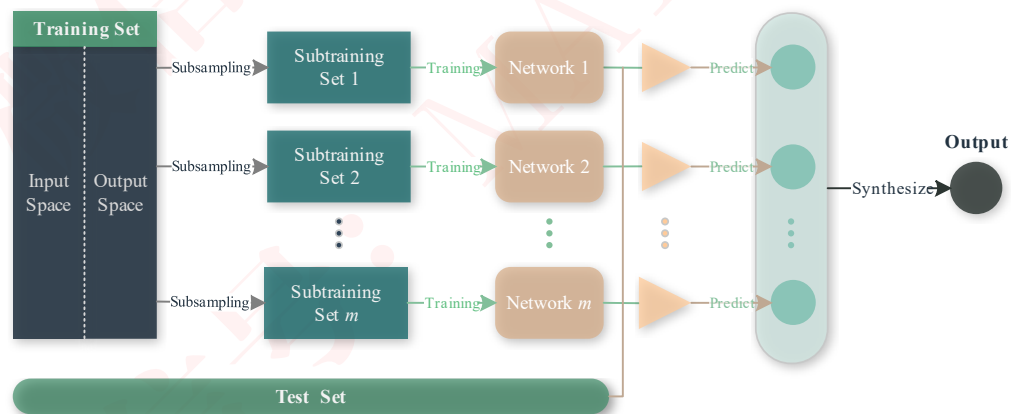 Training Set
Input
Space
Output
Space
Subsampling
Subtraining
Set 1
Training
Network 1
Predict
Subsampling
Subtraining
Set 2
Training
Network 2
Predict
Subsampling
Subtraining
Set m
Training
Network m
Predict
Synthesize
Output
Test Set